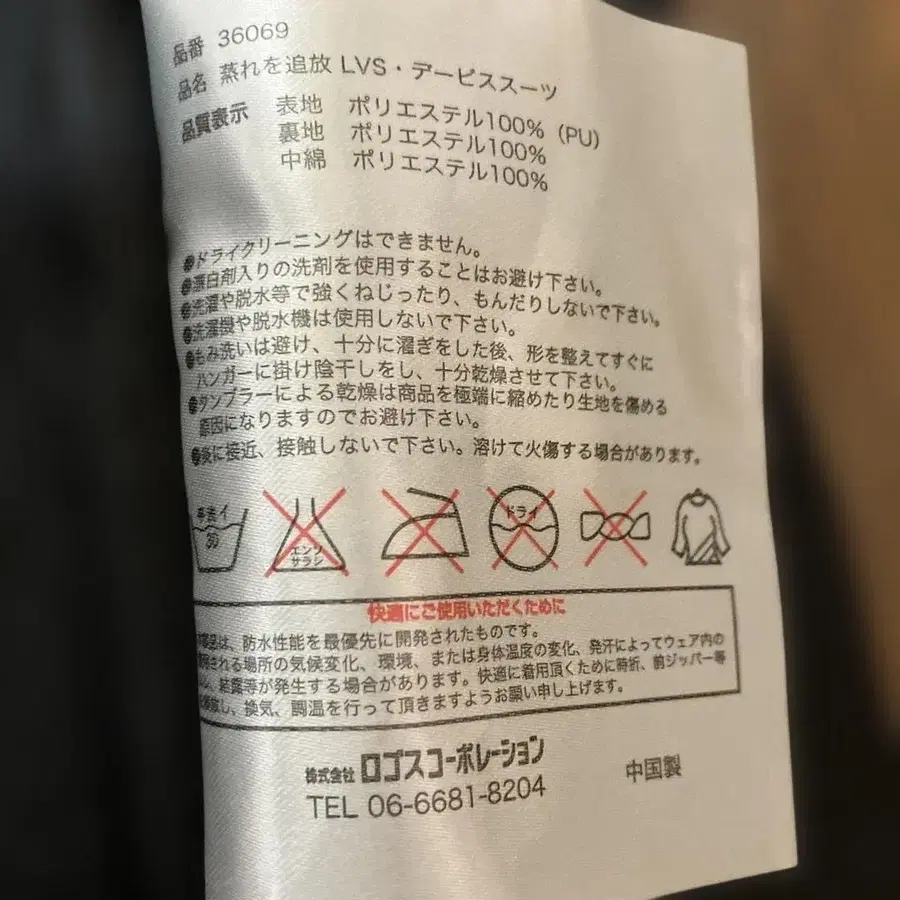 品番 36069
品名 蒸れを追放 LVS・デービススーツ
品質表示 表地 ポリエステル100%（PU）
裏地 ポリエステル100%
中綿 ポリエステル100%
●ドライクリーニングはできません。
●漂白剤入りの洗剤を使用することはお避け下さい。
●洗濯や脱水等で強くねじったり、もんだりしないで下さい。
●洗濯機や脱水機は使用しないで下さい。
●もみ洗いは避け、十分に濯ぎをした後、形を整えてすぐに
ハンガーに掛け陰干しをし、十分乾燥させて下さい。
●タンブラーによる乾燥は商品を極端に縮めたり生地を傷める
原因になりますのでお避け下さい。
●炎に接近、接触しないで下さい。溶けて火傷する場合があります。
手洗イ 30 エンソ サラシ ドライ
快適にご使用いただくために
製品は、防水性能を最優先に開発されたものです。
される場所の気候変化、環境、または身体温度の変化、発汗によってウェア内の
結露等が発生する場合があります。快適に着用頂くために時折、前ジッパー等
し、換気、調温を行って頂きますようお願い申し上げます。
株式会社 ロゴスコーポレーション
TEL 06-6681-8204
中国製